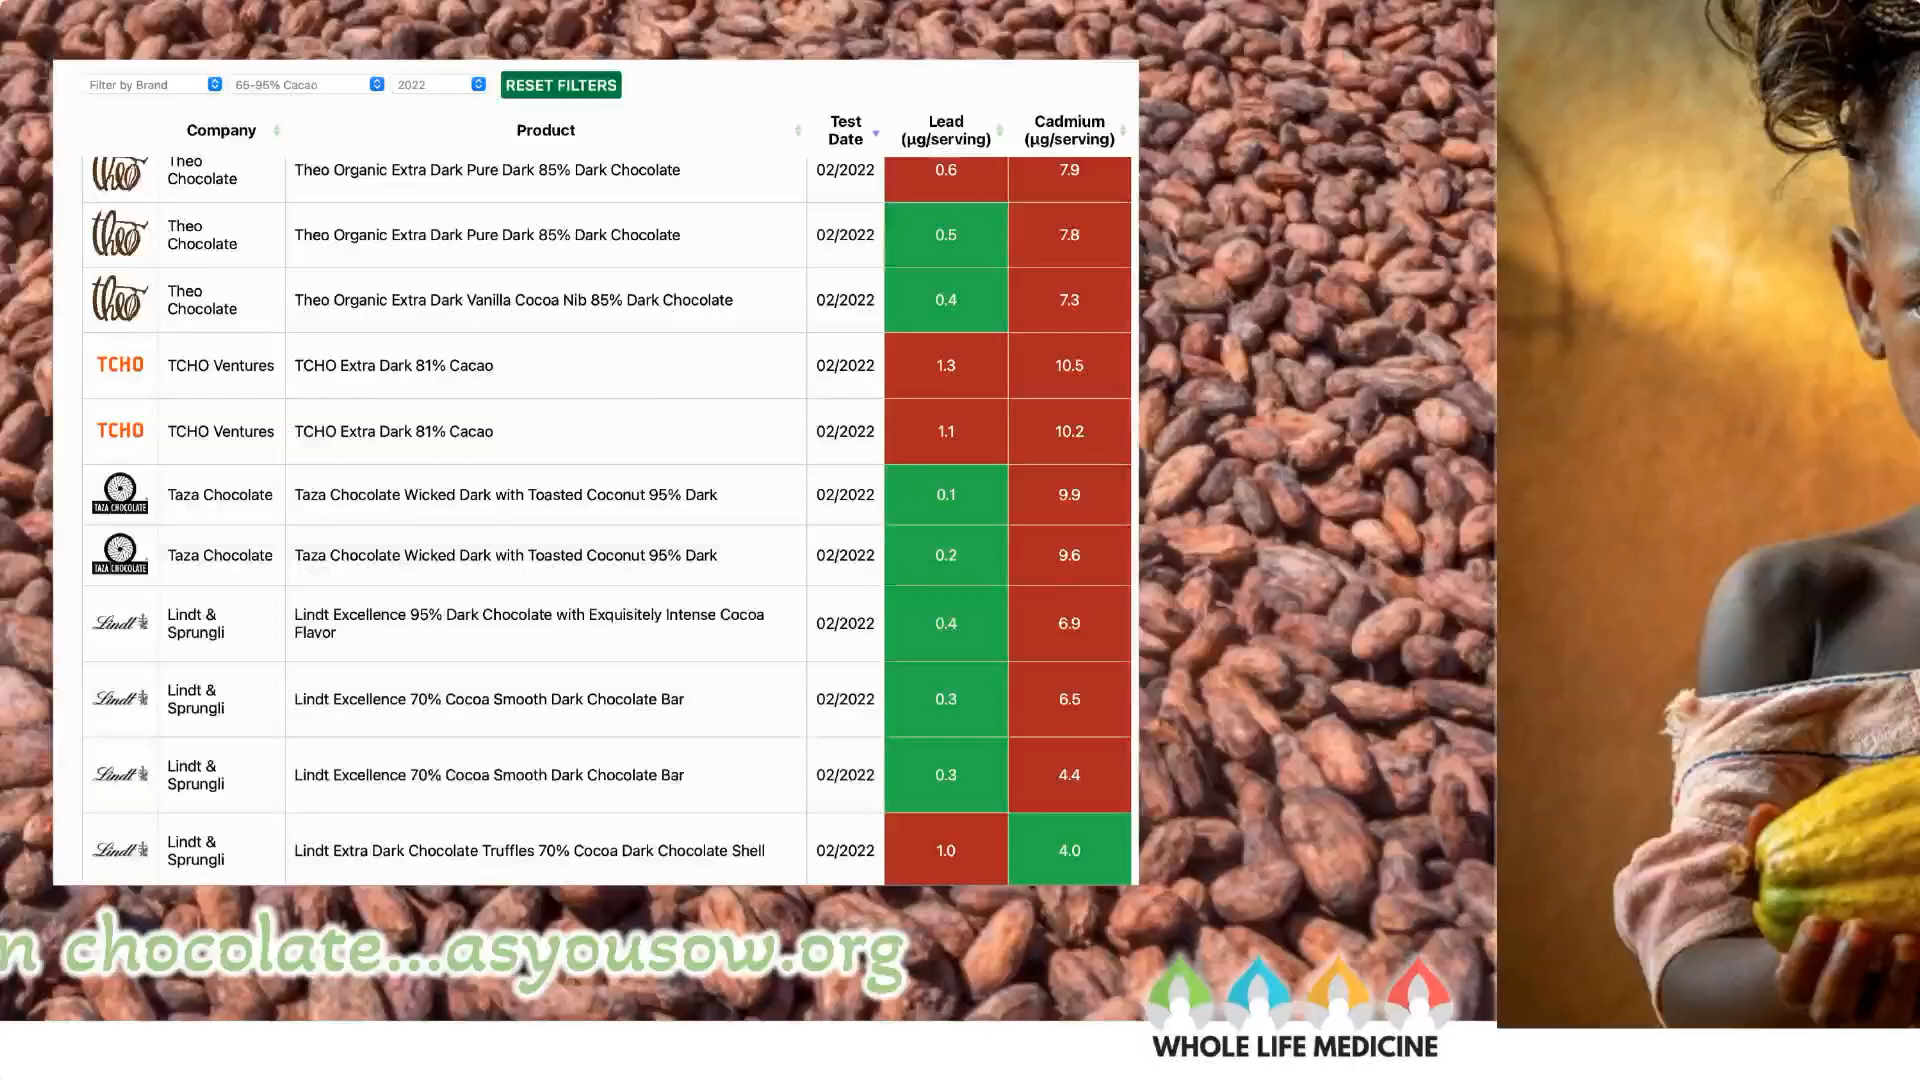 Filter by Brand 65-95% Cacao 2022 RESET FILTERS
Company Product Test Date Lead (µg/serving) Cadmium (µg/serving)
theo Theo Chocolate Theo Organic Extra Dark Pure Dark 85% Dark Chocolate 02/2022 0.6 7.9
theo Theo Chocolate Theo Organic Extra Dark Pure Dark 85% Dark Chocolate 02/2022 0.5 7.8
theo Theo Chocolate Theo Organic Extra Dark Vanilla Cocoa Nib 85% Dark Chocolate 02/2022 0.4 7.3
TCHO TCHO Ventures TCHO Extra Dark 81% Cacao 02/2022 1.3 10.5
TCHO TCHO Ventures TCHO Extra Dark 81% Cacao 02/2022 1.1 10.2
TAZA CHOCOLATE Taza Chocolate Taza Chocolate Wicked Dark with Toasted Coconut 95% Dark 02/2022 0.1 9.9
TAZA CHOCOLATE Taza Chocolate Taza Chocolate Wicked Dark with Toasted Coconut 95% Dark 02/2022 0.2 9.6
Lindt Lindt & Sprungli Lindt Excellence 95% Dark Chocolate with Exquisitely Intense Cocoa Flavor 02/2022 0.4 6.9
Lindt Lindt & Sprungli Lindt Excellence 70% Cocoa Smooth Dark Chocolate Bar 02/2022 0.3 6.5
Lindt Lindt & Sprungli Lindt Excellence 70% Cocoa Smooth Dark Chocolate Bar 02/2022 0.3 4.4
Lindt Lindt & Sprungli Lindt Extra Dark Chocolate Truffles 70% Cocoa Dark Chocolate Shell 02/2022 1.0 4.0
n chocolate...asyousow.org
WHOLE LIFE MEDICINE